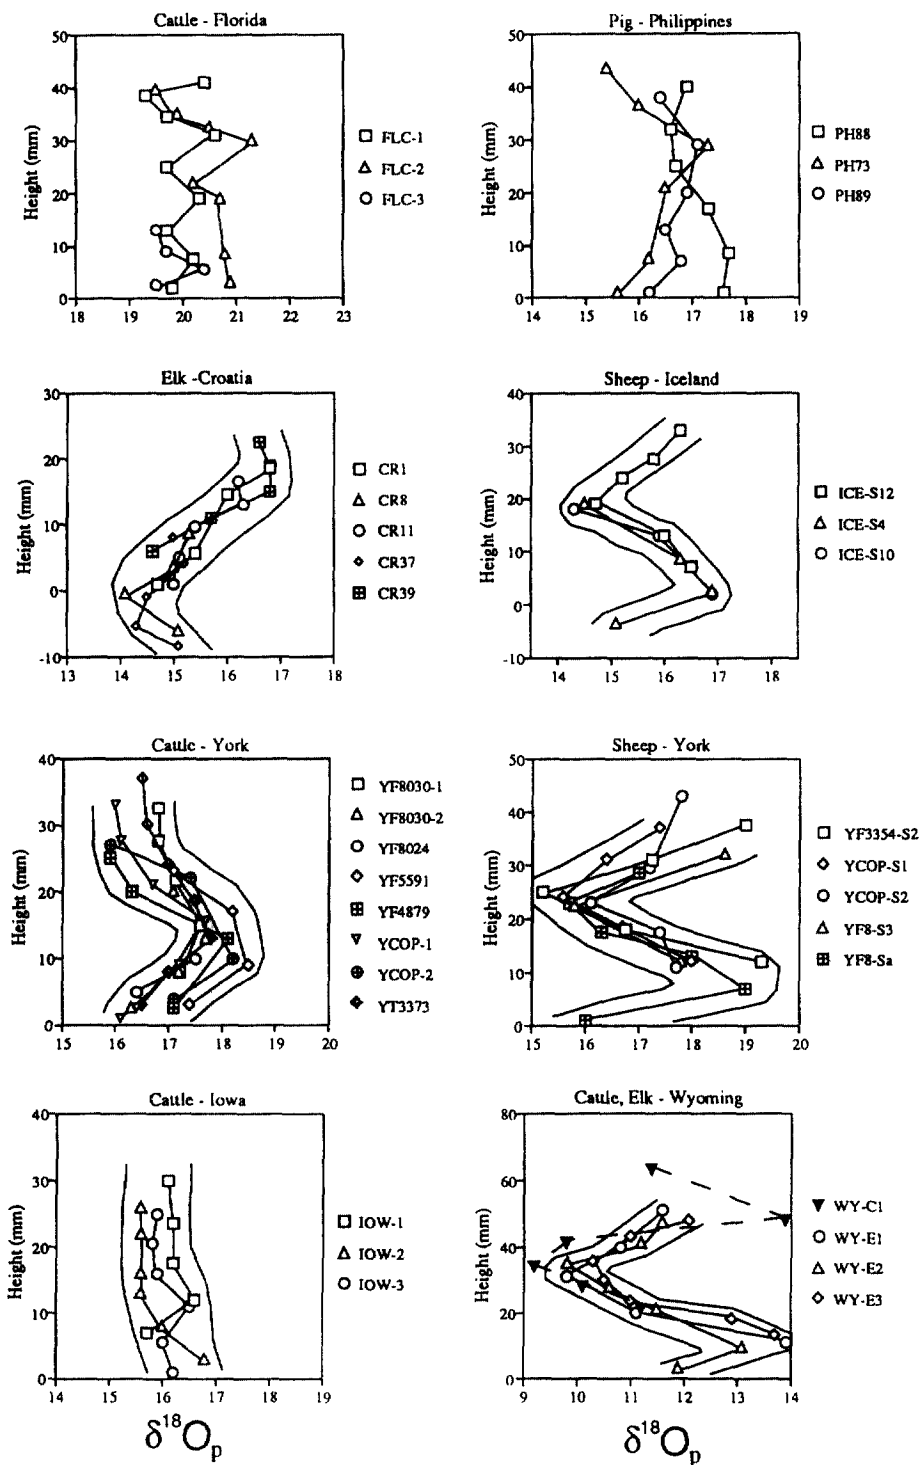 Cattle - Florida
50
40
30
20
10
0
Height (mm)
18 19 20 21 22 23
FLC-1
FLC-2
FLC-3
Pig - Philippines
50
40
30
20
10
0
Height (mm)
14 15 16 17 18 19
PH88
PH73
PH89
Elk -Croatia
30
20
10
0
-10
Height (mm)
13 14 15 16 17 18
CR1
CR8
CR11
CR37
CR39
Sheep - Iceland
40
30
20
10
0
-10
Height (mm)
14 15 16 17 18
ICE-S12
ICE-S4
ICE-S10
Cattle - York
40
30
20
10
0
Height (mm)
15 16 17 18 19 20
YF8030-1
YF8030-2
YF8024
YF5591
YF4879
YCOP-1
YCOP-2
YT3373
Sheep - York
50
40
30
20
10
0
Height (mm)
15 16 17 18 19 20
YF3354-S2
YCOP-S1
YCOP-S2
YF8-S3
YF8-Sa
Cattle - Iowa
40
30
20
10
0
Height (mm)
14 15 16 17 18 19
δ¹⁸Oₚ
IOW-1
IOW-2
IOW-3
Cattle, Elk - Wyoming
80
60
40
20
0
Height (mm)
9 10 11 12 13 14
δ¹⁸Oₚ
WY-C1
WY-E1
WY-E2
WY-E3